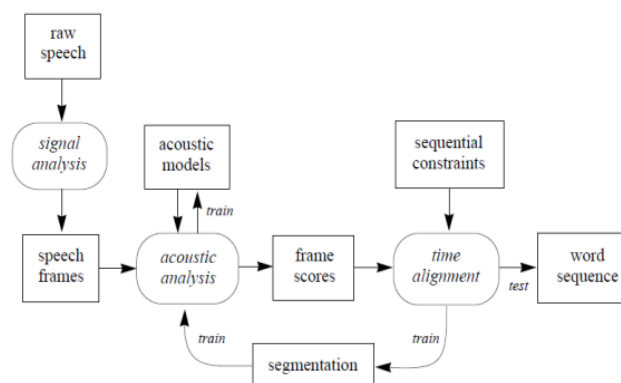 raw
speech
signal
analysis
acoustic
models
sequential
constraints
train
speech
frames
acoustic
analysis
frame
scores
time
alignment
test
word
sequence
train
train
segmentation